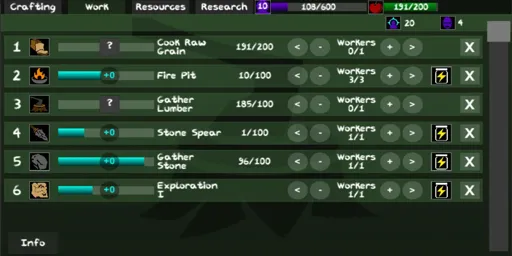 Crafting Work Resources Research 10 108/600 191/200
20 4
1 ? Cook Raw Grain 191/200 < - Workers 0/1 + > X
2 +0 Fire Pit 10/100 < - Workers 3/3 + > X
3 ? Gather Lumber 185/100 < - Workers 0/1 + > X
4 +0 Stone Spear 1/100 < - Workers 1/1 + > X
5 +0 Gather Stone 96/100 < - Workers 1/1 + > X
6 +0 Exploration I < - Workers 1/1 + > X
Info